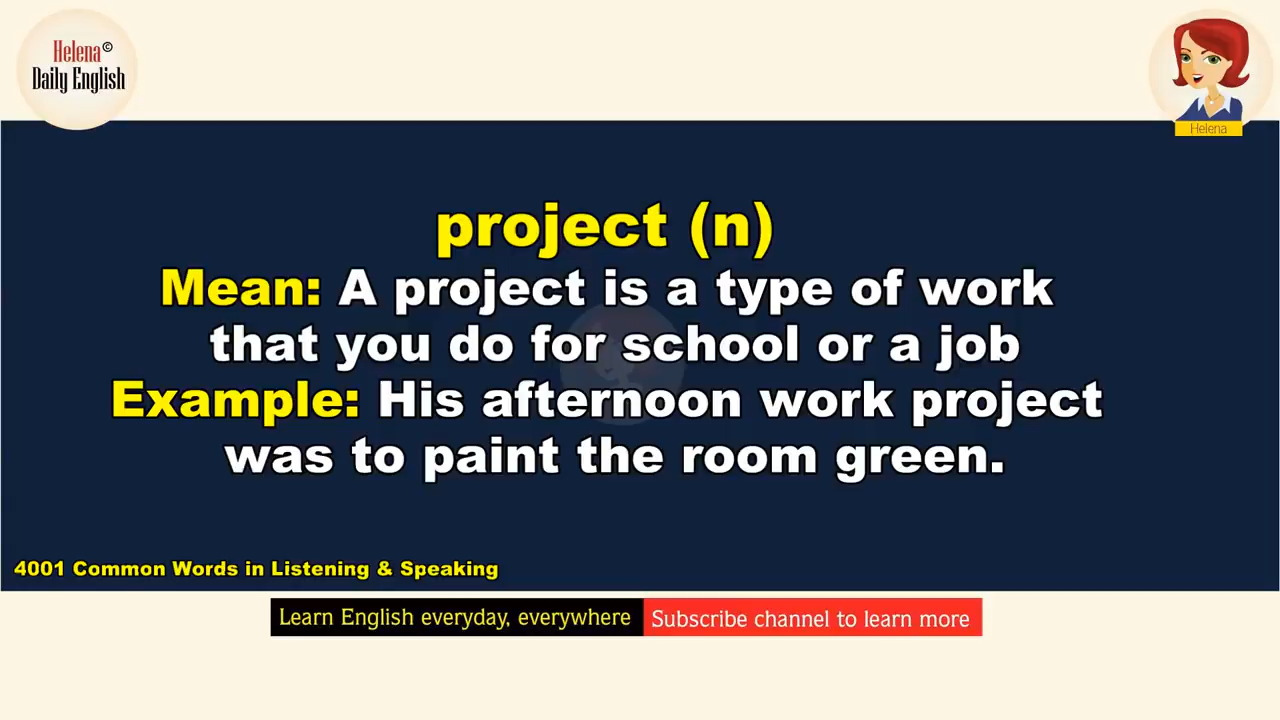 Helena©
Daily English
Helena
project (n)
Mean: A project is a type of work
that you do for school or a job
Example: His afternoon work project
was to paint the room green.
4001 Common Words in Listening & Speaking
Learn English everyday, everywhere
Subscribe channel to learn more